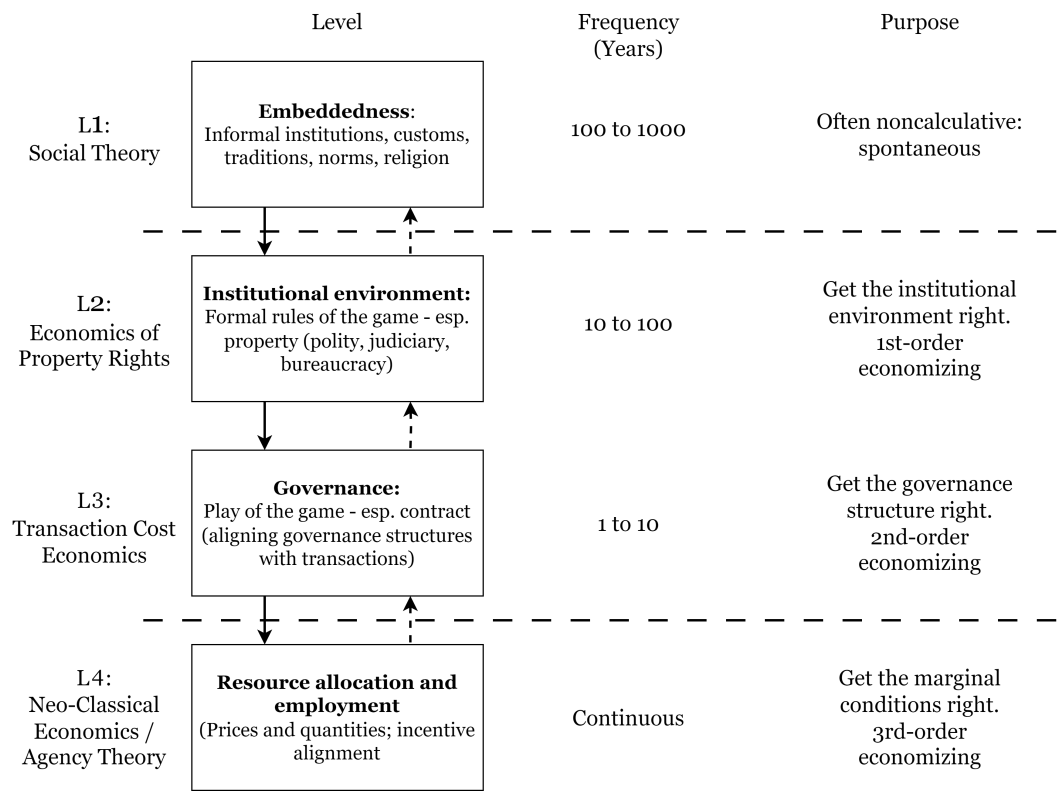 Level
Frequency
(Years)
Purpose
L1:
Social Theory
Embeddedness:
Informal institutions, customs,
traditions, norms, religion
100 to 1000
Often noncalculative:
spontaneous
L2:
Economics of
Property Rights
Institutional environment:
Formal rules of the game - esp.
property (polity, judiciary,
bureaucracy)
10 to 100
Get the institutional
environment right.
1st-order
economizing
L3:
Transaction Cost
Economics
Governance:
Play of the game - esp. contract
(aligning governance structures
with transactions)
1 to 10
Get the governance
structure right.
2nd-order
economizing
L4:
Neo-Classical
Economics /
Agency Theory
Resource allocation and
employment
(Prices and quantities; incentive
alignment
Continuous
Get the marginal
conditions right.
3rd-order
economizing